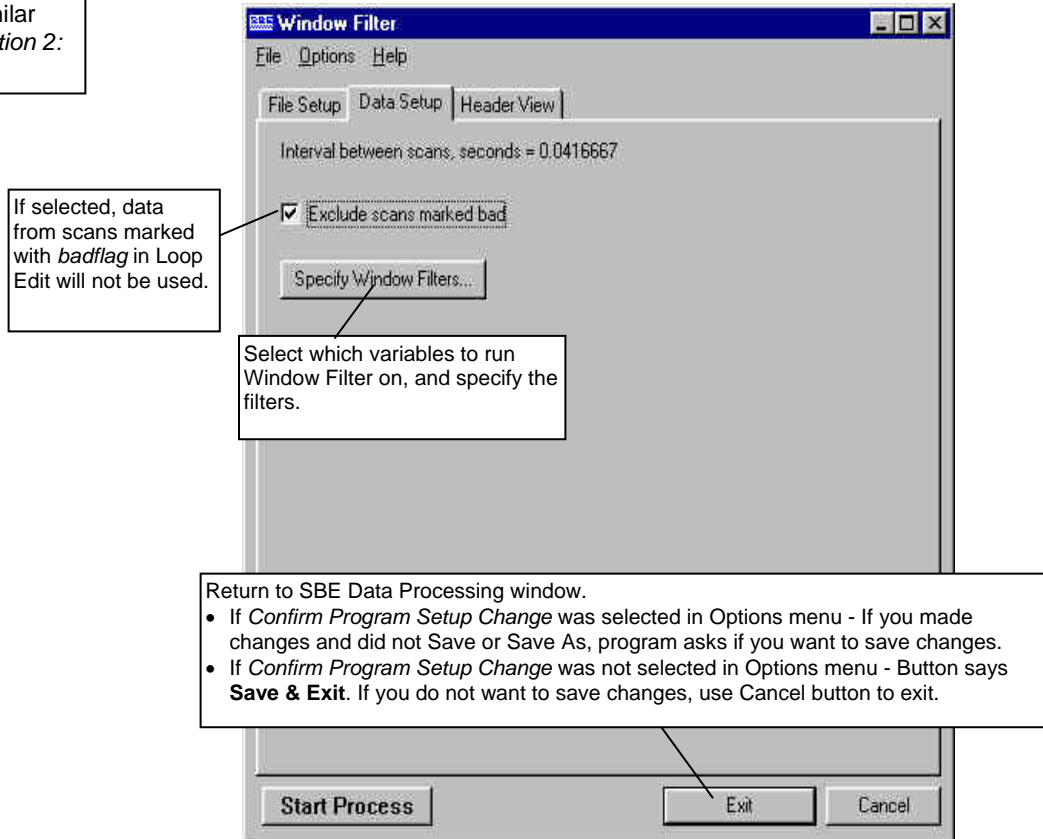 ilar
tion 2:
SBE Window Filter
File Options Help
File Setup Data Setup Header View
Interval between scans, seconds = 0.0416667
If selected, data
from scans marked
with badflag in Loop
Edit will not be used.
Exclude scans marked bad
Specify Window Filters...
Select which variables to run
Window Filter on, and specify the
filters.
Return to SBE Data Processing window.
• If Confirm Program Setup Change was selected in Options menu - If you made
changes and did not Save or Save As, program asks if you want to save changes.
• If Confirm Program Setup Change was not selected in Options menu - Button says
Save & Exit. If you do not want to save changes, use Cancel button to exit.
Start Process Exit Cancel